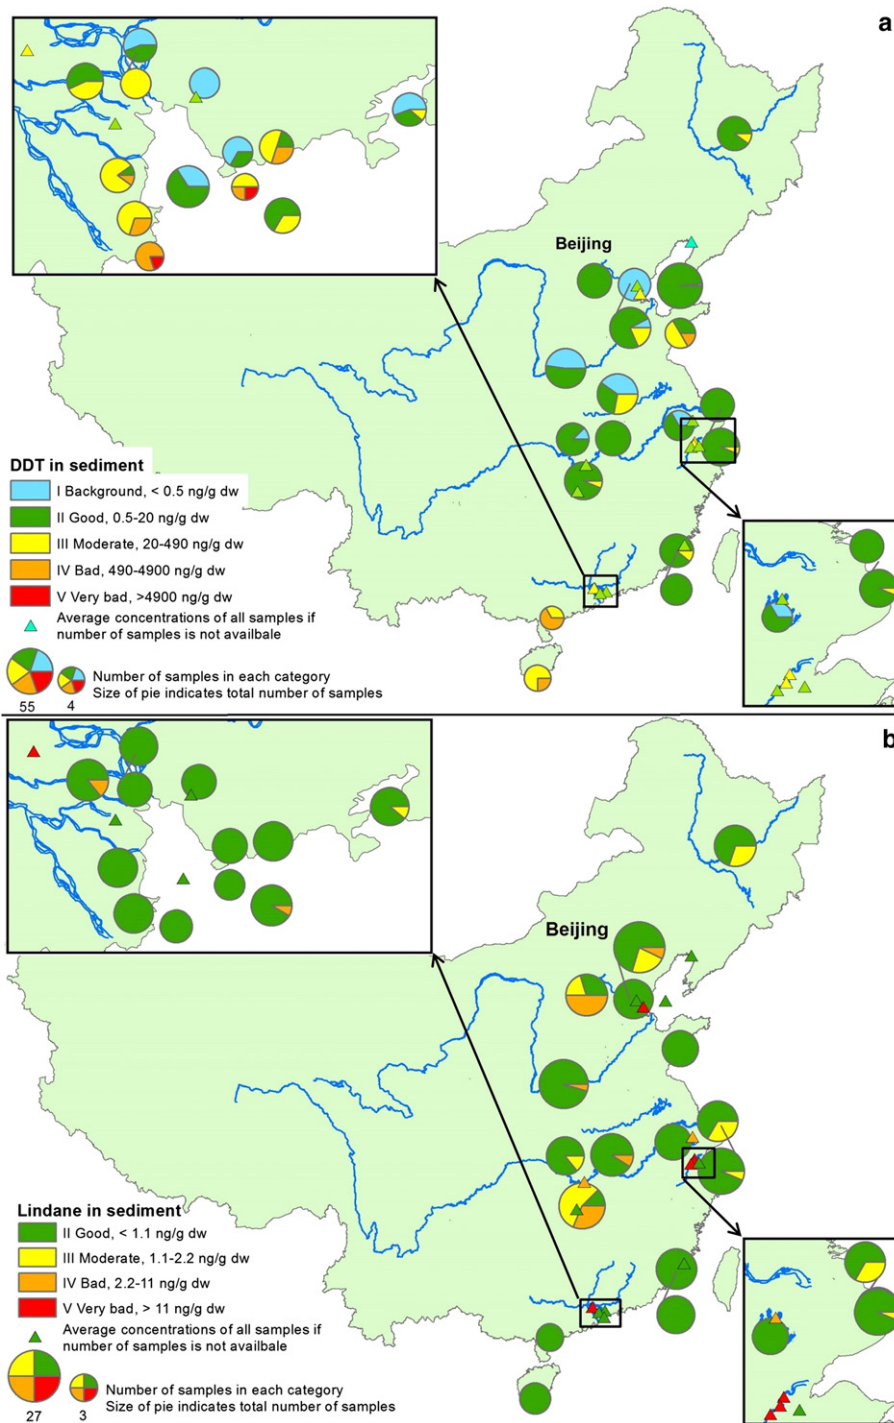 a
Beijing
DDT in sediment
I Background, < 0.5 ng/g dw
II Good, 0.5-20 ng/g dw
III Moderate, 20-490 ng/g dw
IV Bad, 490-4900 ng/g dw
V Very bad, >4900 ng/g dw
Average concentrations of all samples if
number of samples is not availbale
Number of samples in each category
Size of pie indicates total number of samples
55 4
b
Beijing
Lindane in sediment
II Good, < 1.1 ng/g dw
III Moderate, 1.1-2.2 ng/g dw
IV Bad, 2.2-11 ng/g dw
V Very bad, > 11 ng/g dw
Average concentrations of all samples if
number of samples is not availbale
Number of samples in each category
Size of pie indicates total number of samples
27 3